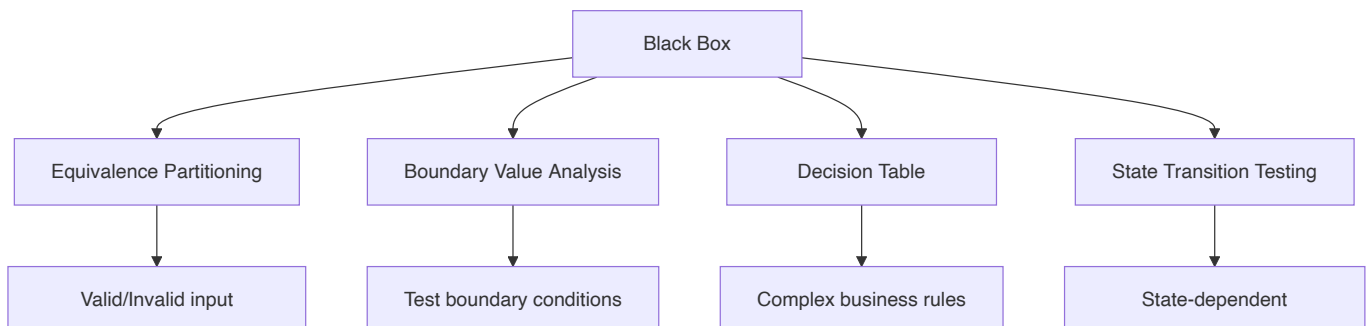 Black Box
Equivalence Partitioning
Boundary Value Analysis
Decision Table
State Transition Testing
Valid/Invalid input
Test boundary conditions
Complex business rules
State-dependent